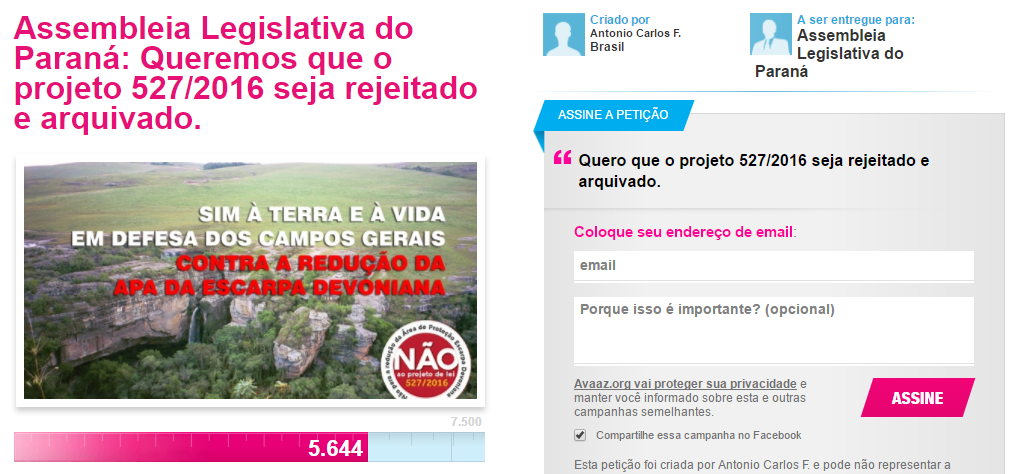 Assembleia Legislativa do
Paraná: Queremos que o
projeto 527/2016 seja rejeitado
e arquivado.
SIM À TERRA E À VIDA
EM DEFESA DOS CAMPOS GERAIS
CONTRA A REDUÇÃO DA
APA DA ESCARPA DEVONIANA
Não para a redução da Área de Proteção Escarpa Devoniana
NÃO
ao projeto de lei
527/2016
7.500
5.644
Criado por
Antonio Carlos F.
Brasil
A ser entregue para:
Assembleia
Legislativa do
Paraná
ASSINE A PETIÇÃO
Quero que o projeto 527/2016 seja rejeitado e
arquivado.
Coloque seu endereço de email:
email
Porque isso é importante? (opcional)
Avaaz.org vai proteger sua privacidade e
manter você informado sobre esta e outras
campanhas semelhantes.
ASSINE
Compartilhe essa campanha no Facebook
Esta petição foi criada por Antonio Carlos F. e pode não representar a